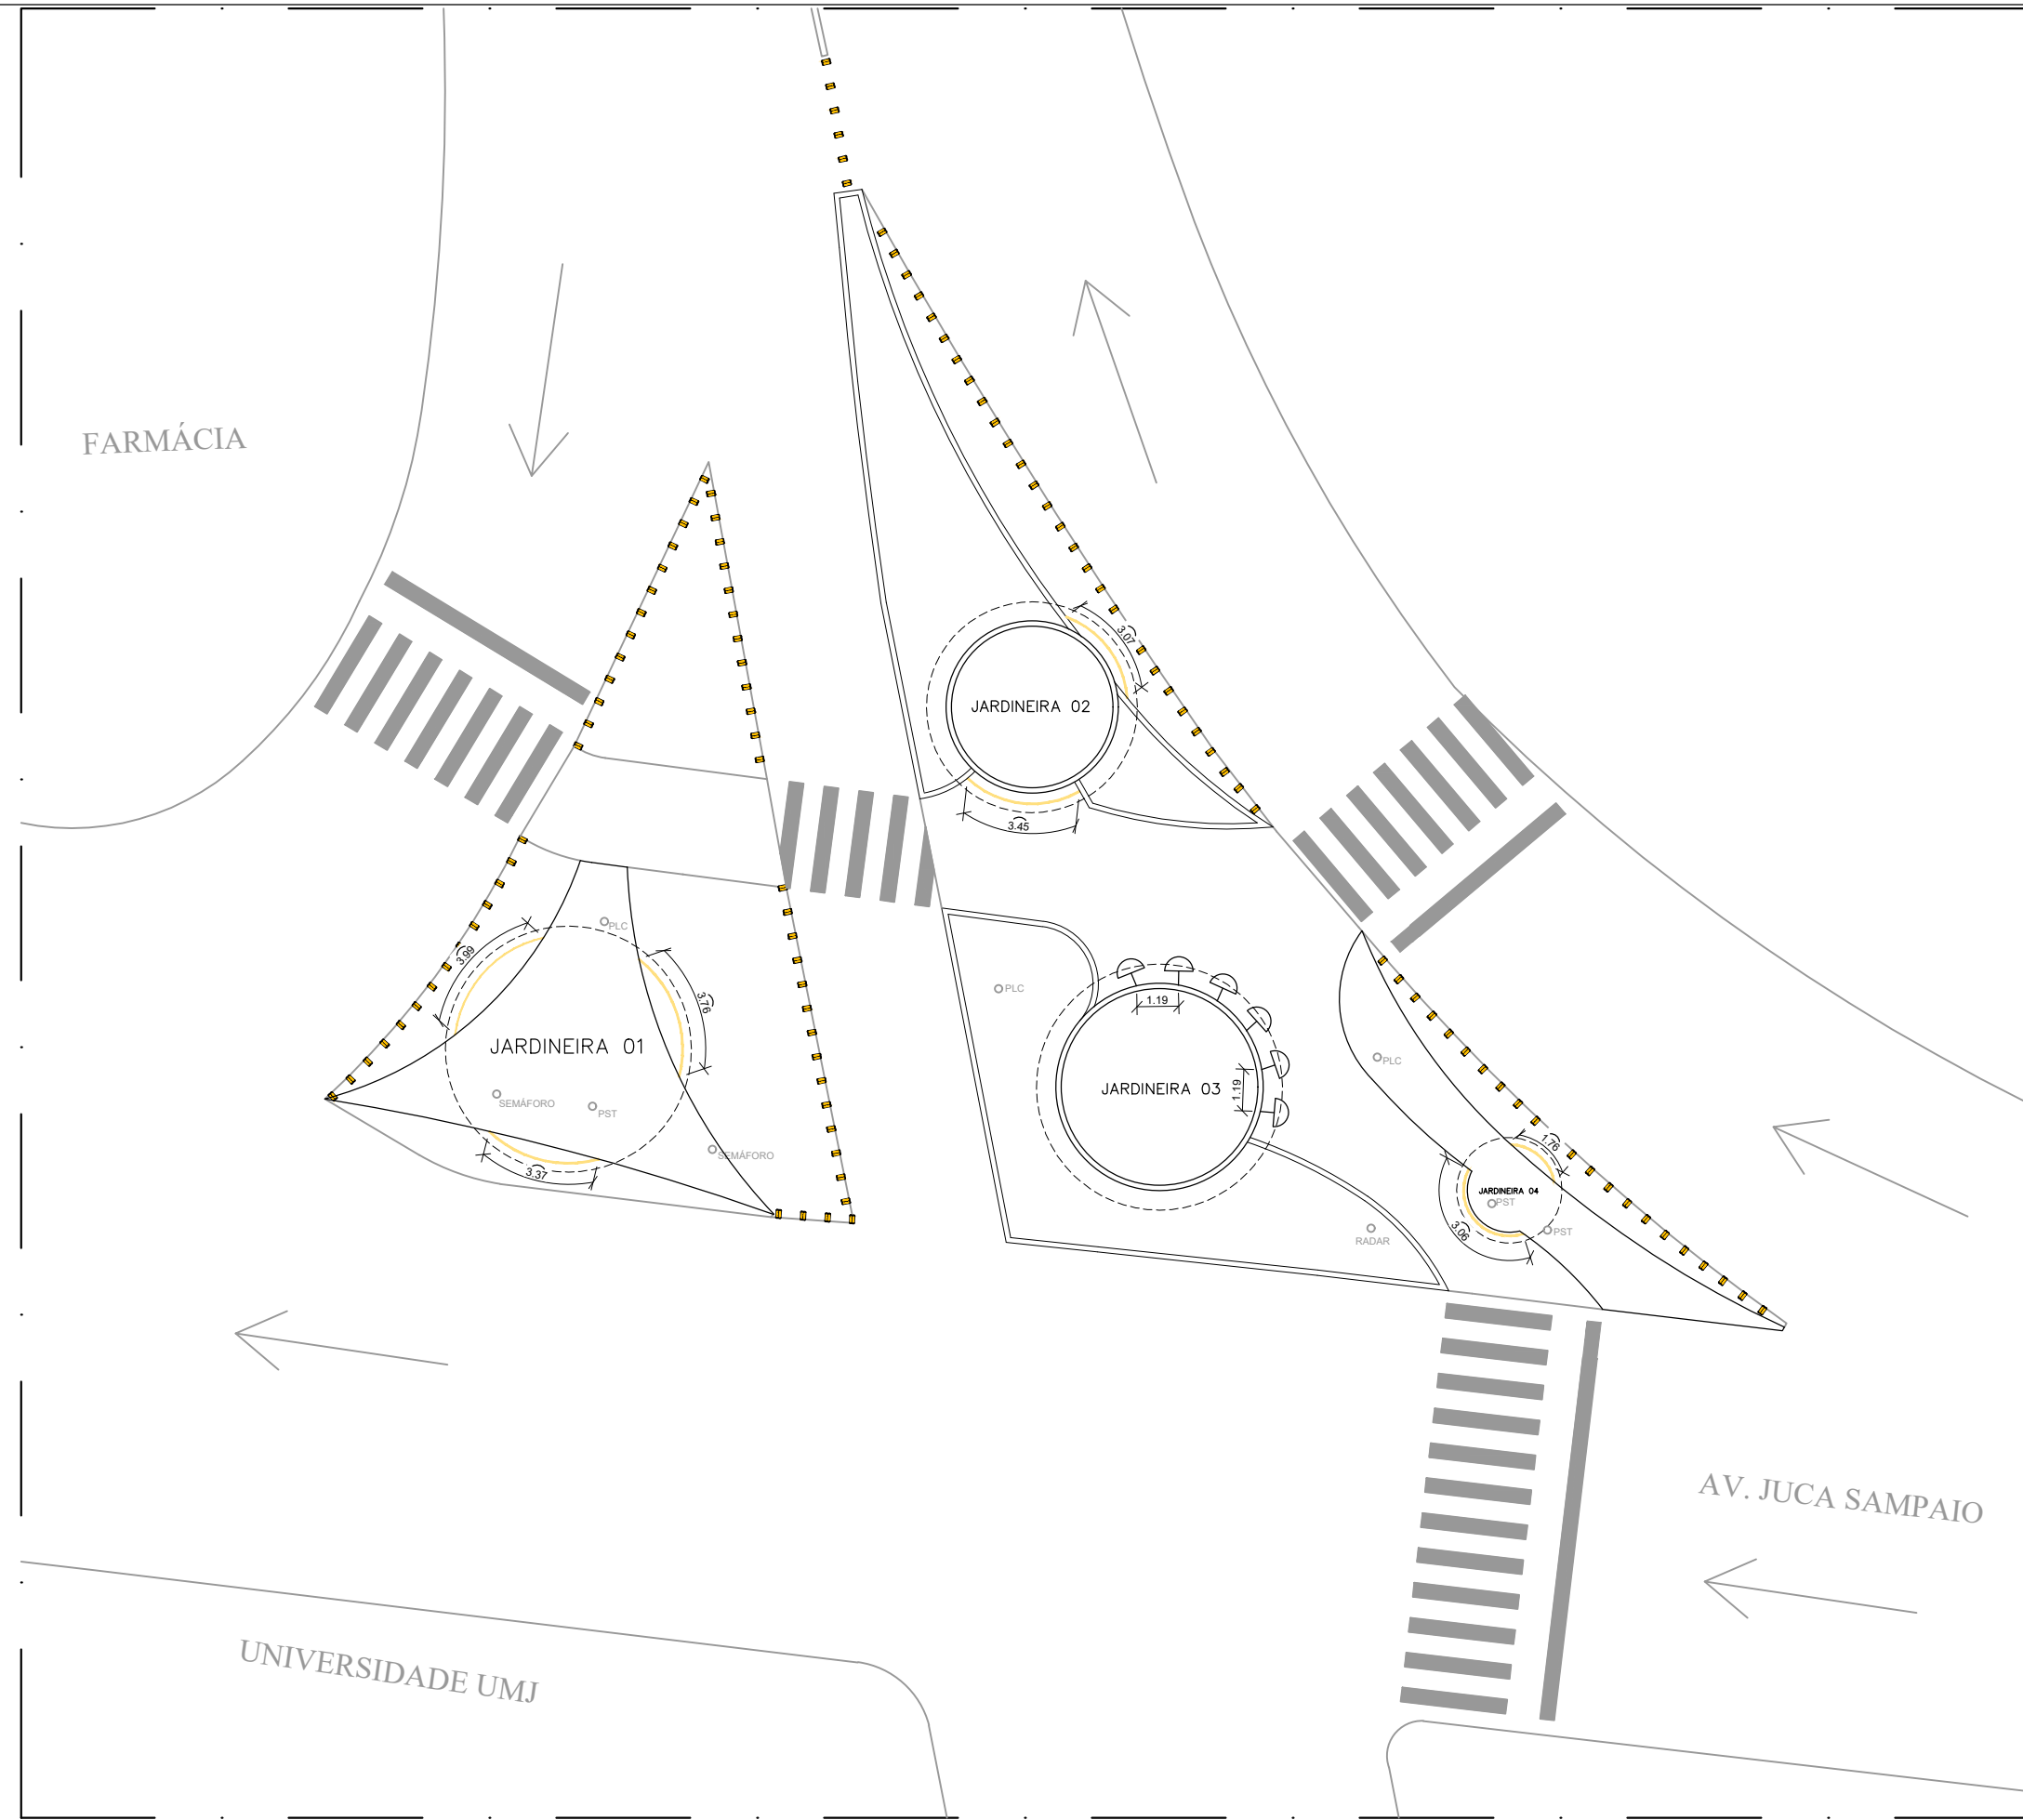 FARMÁCIA
3.07
JARDINEIRA 02
3.45
PLC
3.99
3.76
JARDINEIRA 01
SEMÁFORO
PST
SEMÁFORO
3.37
PLC
1.19
JARDINEIRA 03
1.19
PLC
1.76
JARDINEIRA 04
PST
PST
3.06
RADAR
AV. JUCA SAMPAIO
UNIVERSIDADE UMJ